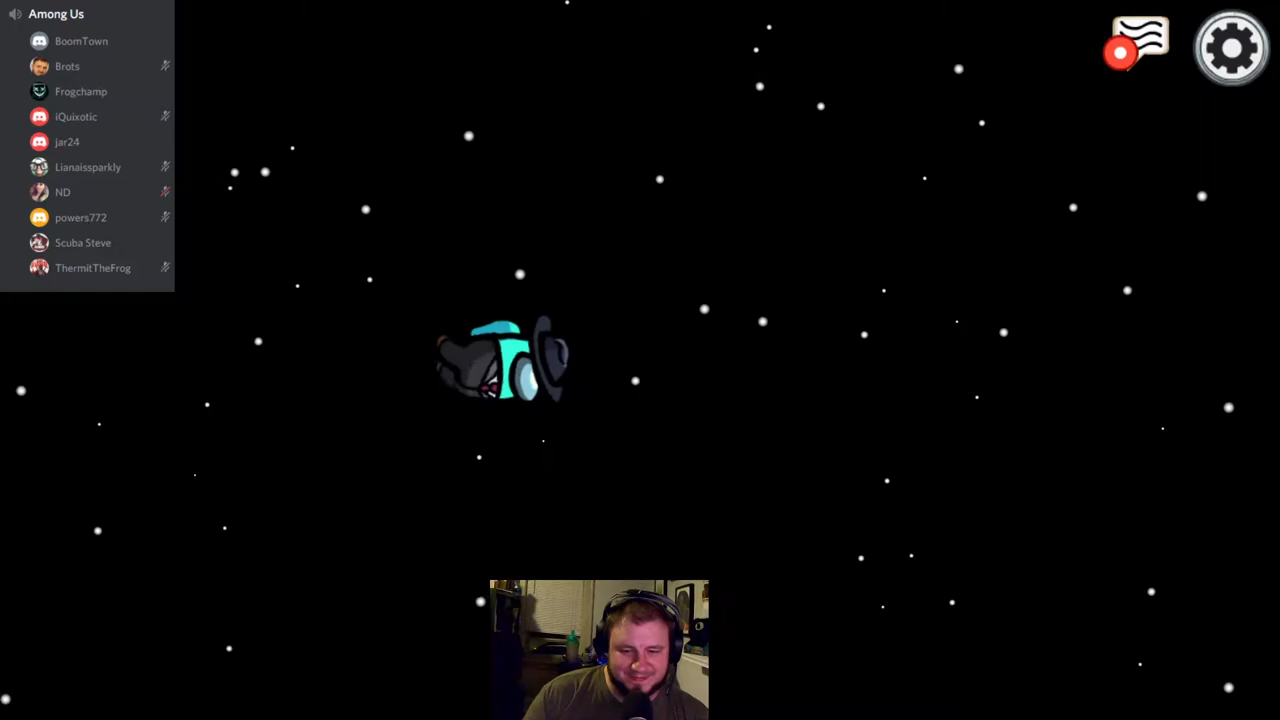 Among Us
BoomTown
Brots
Frogchamp
iQuixotic
jar24
Lianaissparkly
ND
powers772
Scuba Steve
ThermitTheFrog